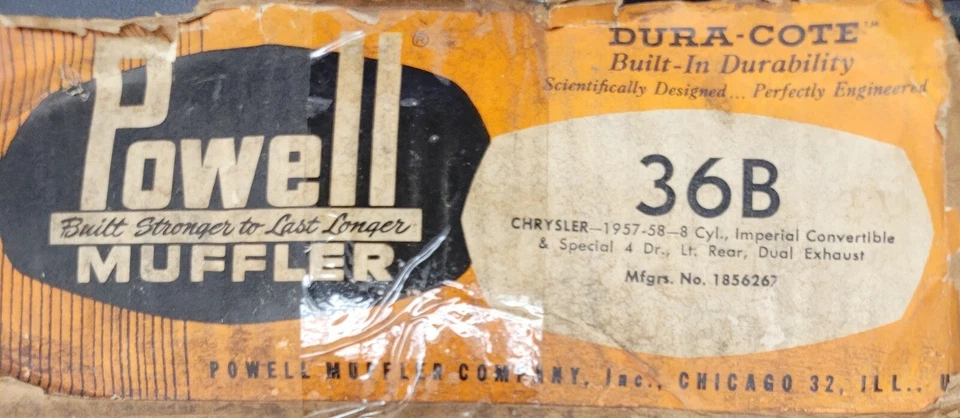 Powell ®
Built Stronger to Last Longer
MUFFLER
DURA-COTE™
Built-In Durability
Scientifically Designed... Perfectly Engineered
36B
CHRYSLER—1957-58—8 Cyl., Imperial Convertible
& Special 4 Dr., Lt. Rear, Dual Exhaust
Mfgrs. No. 1856267
POWELL MUFFLER COMPANY, Inc., CHICAGO 32, ILL., U